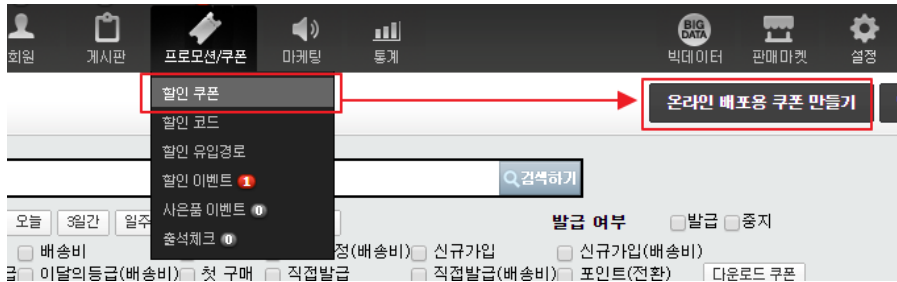 회원 게시판 프로모션/쿠폰 마케팅 통계 BIG DATA 빅데이터 판매마켓 설정
할인 쿠폰 온라인 배포용 쿠폰 만들기
할인 코드
할인 유입경로
할인 이벤트 1 검색하기
사은품 이벤트 0
오늘 3일간 발급 여부 발급 중지
출석체크 0
배송비 정(배송비) 신규가입 신규가입(배송비)
이달의등급(배송비) 첫 구매 직접발급 직접발급(배송비) 포인트(전환) 다운로드 쿠폰